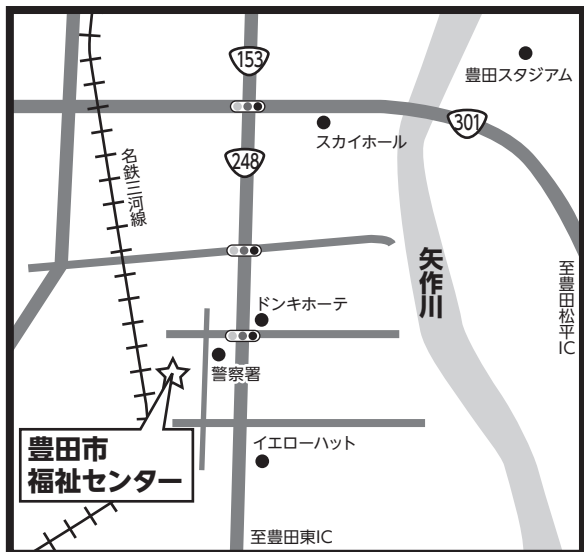 153
豊田スタジアム
301
スカイホール
248
名鉄三河線
矢作川
至豊田松平IC
ドンキホーテ
警察署
豊田市
福祉センター
イエローハット
至豊田東IC